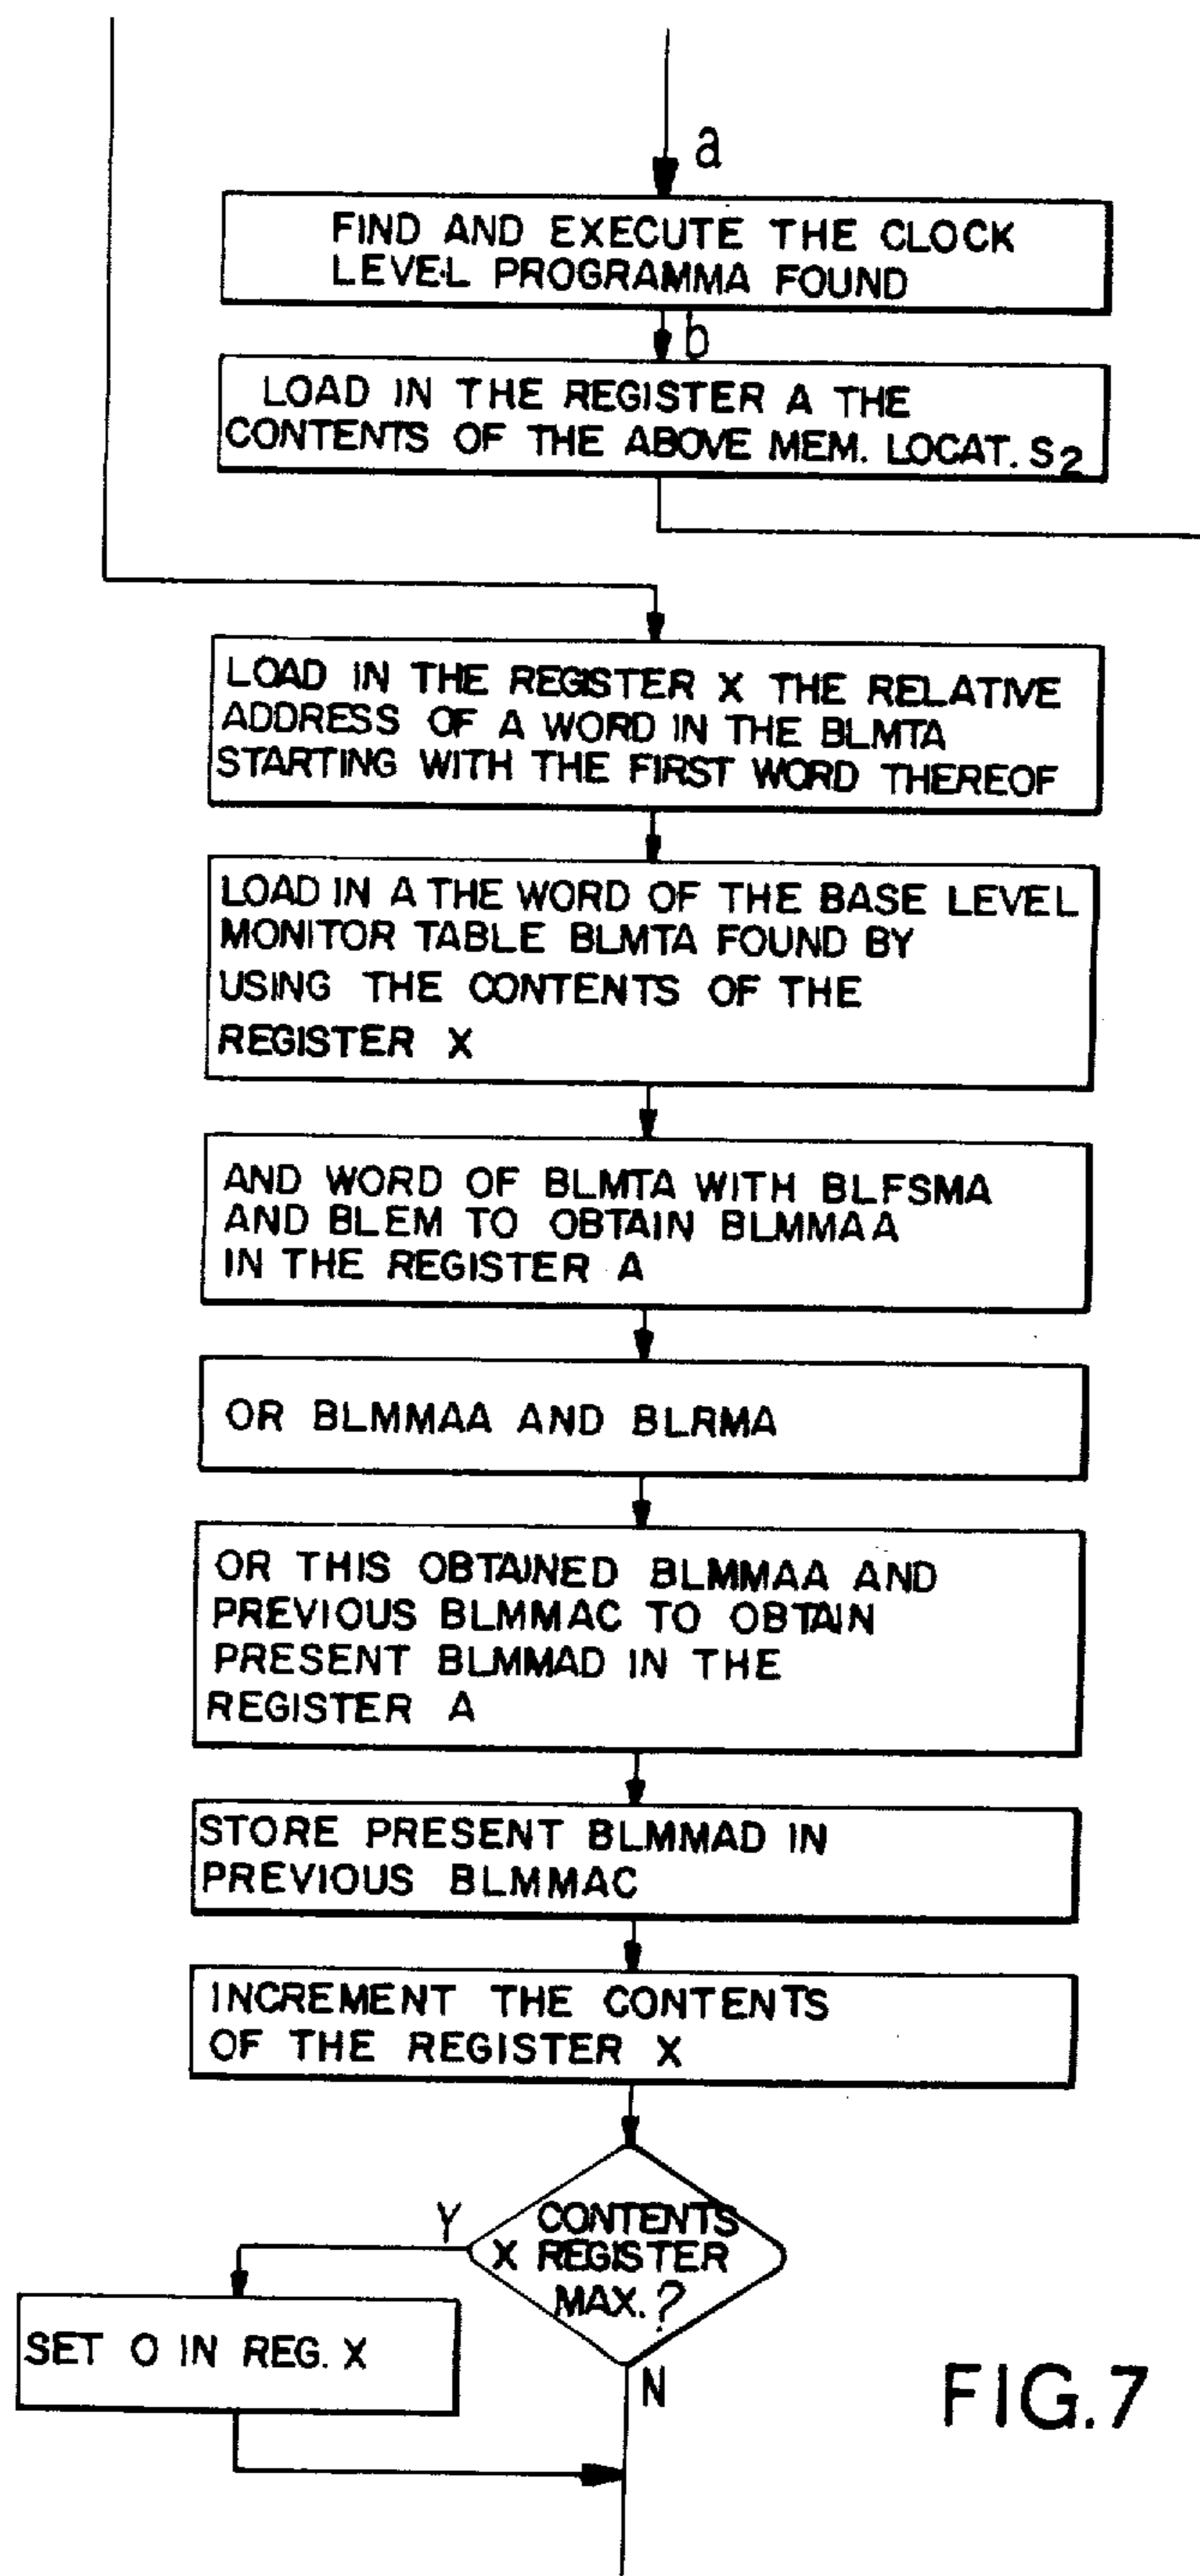 a
FIND AND EXECUTE THE CLOCK
LEVEL PROGRAMMA FOUND
b
LOAD IN THE REGISTER A THE
CONTENTS OF THE ABOVE MEM. LOCAT. S2
LOAD IN THE REGISTER X THE RELATIVE
ADDRESS OF A WORD IN THE BLMTA
STARTING WITH THE FIRST WORD THEREOF
LOAD IN A THE WORD OF THE BASE LEVEL
MONITOR TABLE BLMTA FOUND BY
USING THE CONTENTS OF THE
REGISTER X
AND WORD OF BLMTA WITH BLFSMA
AND BLEM TO OBTAIN BLMMAA
IN THE REGISTER A
OR BLMMAA AND BLRMA
OR THIS OBTAINED BLMMAA AND
PREVIOUS BLMMAC TO OBTAIN
PRESENT BLMMAD IN THE
REGISTER A
STORE PRESENT BLMMAD IN
PREVIOUS BLMMAC
INCREMENT THE CONTENTS
OF THE REGISTER X
Y
CONTENTS
X REGISTER
MAX.?
SET O IN REG. X
N
FIG.7